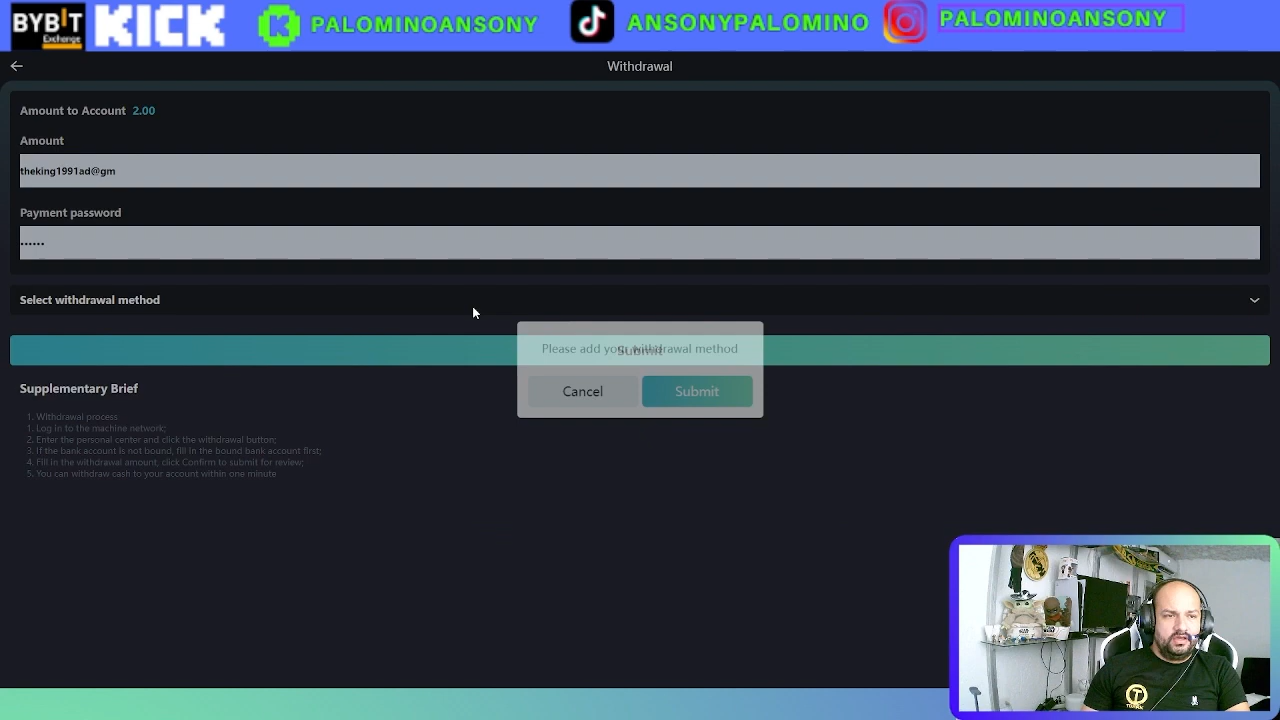 BYBIT
Exchange
KICK
PALOMINOANSONY
ANSONYPALOMINO
PALOMINOANSONY
Withdrawal
Amount to Account 2.00
Amount
theking1991ad@gm
Payment password
••••••
Select withdrawal method
Please add your withdrawal method
Submit
Cancel
Submit
Supplementary Brief
1. Withdrawal process
1. Log in to the machine network;
2. Enter the personal center and click the withdrawal button;
3. If the bank account is not bound, fill in the bound bank account first;
4. Fill in the withdrawal amount, click Confirm to submit for review;
5. You can withdraw cash to your account within one minute